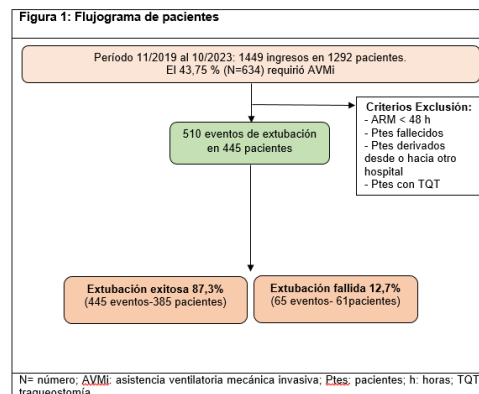 Figura 1: Flujograma de pacientes
Período 11/2019 al 10/2023: 1449 ingresos en 1292 pacientes.
El 43,75 % (N=634) requirió AVMi
Criterios Exclusión:
- ARM < 48 h
- Ptes fallecidos
- Ptes derivados
desde o hacia otro
hospital
- Ptes con TQT
510 eventos de extubación
en 445 pacientes
Extubación exitosa 87,3%
(445 eventos-385 pacientes)
Extubación fallida 12,7%
(65 eventos- 61pacientes)
N= número; AVMi: asistencia ventilatoria mecánica invasiva; Ptes: pacientes; h: horas; TQT
traqueostomía